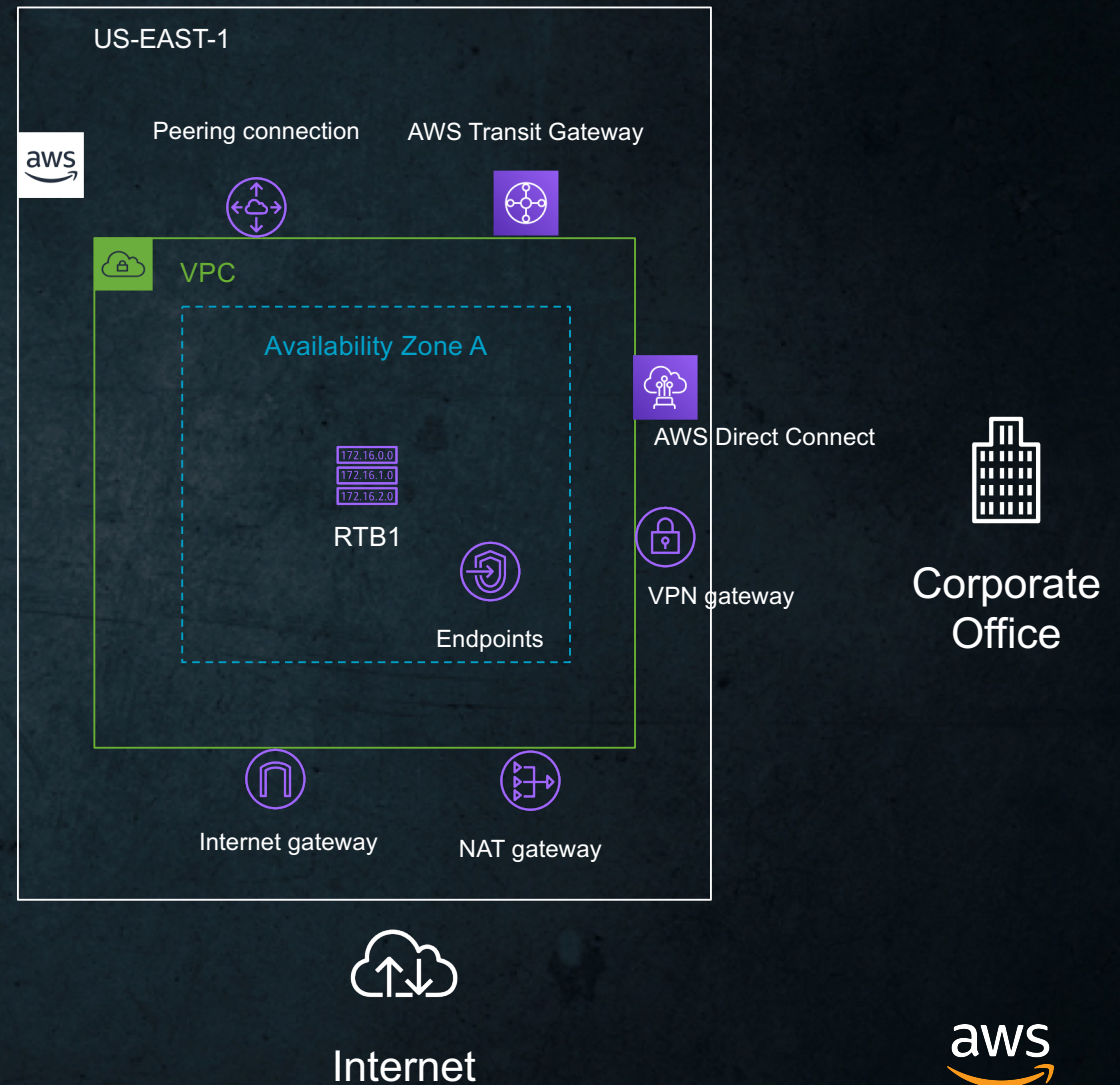 US-EAST-1
Peering connection
AWS Transit Gateway
aws
VPC
Availability Zone A
AWS Direct Connect
172.16.0.0
172.16.1.0
172.16.2.0
RTB1
VPN gateway
Corporate
Office
Endpoints
Internet gateway
NAT gateway
Internet
aws